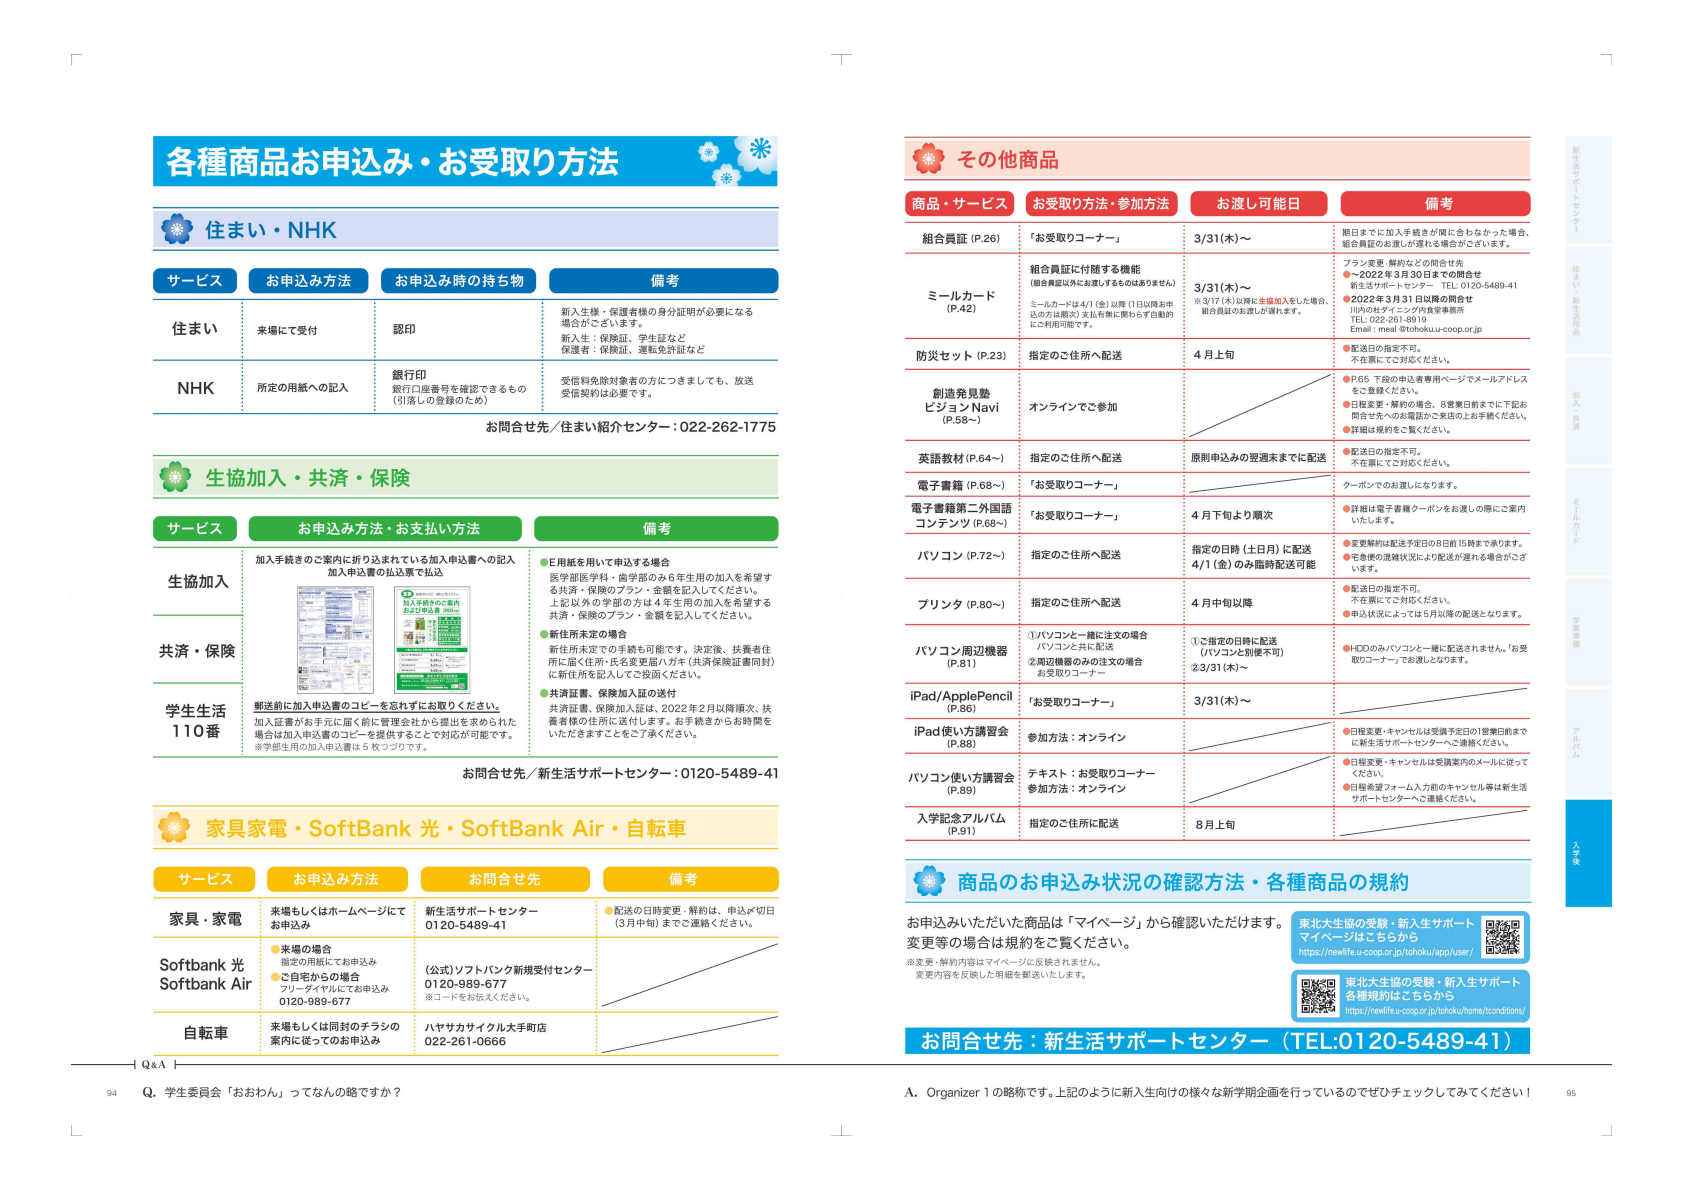 各種商品お申込み・お受取り方法
住まい・NHK
サービス
お申込み方法
お申込み時の持ち物
備考
住まい
来場にて受付
認印
新入生様・保護者様の身分証明が必要になる
場合がございます。
新入生：保険証、学生証など
保護者：保険証、運転免許証など
NHK
所定の用紙への記入
銀行印
銀行口座番号を確認できるもの
（引落しの登録のため）
受信料免除対象者の方につきましても、放送
受信契約は必要です。
お問合せ先／住まい紹介センター：022-262-1775
生協加入・共済・保険
サービス
お申込み方法・お支払い方法
備考
生協加入
共済・保険
学生生活
110番
加入手続きのご案内に折り込まれている加入申込書への記入
加入申込書の払込票で払込
加入手続きのご案内
および申込書
郵送前に加入申込書のコピーを忘れずにお取りください。
加入証書がお手元に届く前に管理会社から提出を求められた
場合は加入申込書のコピーを提供することで対応が可能です。
※学部生用の加入申込書は5枚つづりです。
●E用紙を用いて申込する場合
医学部医学科・歯学部のみ6年生用の加入を希望す
る共済・保険のプラン・金額を記入してください。
上記以外の学部の方は4年生用の加入を希望する
共済・保険のプラン・金額を記入してください。
●新住所未定の場合
新住所未定での手続も可能です。決定後、扶養者住
所に届く住所・氏名変更届ハガキ（共済保険証書同封）
に新住所を記入してご投函ください。
●共済証書、保険加入証の送付
共済証書、保険加入証は、2022年2月以降順次、扶
養者様の住所に送付します。お手続きからお時間を
いただきますことをご了承ください。
お問合せ先／新生活サポートセンター：0120-5489-41
家具家電・SoftBank 光・SoftBank Air・自転車
サービス
お申込み方法
お問合せ先
備考
家具・家電
来場もしくはホームページにて
お申込み
新生活サポートセンター
0120-5489-41
●配送の日時変更・解約は、申込〆切日
（3月中旬）までご連絡ください。
Softbank 光
Softbank Air
●来場の場合
指定の用紙にてお申込み
●ご自宅からの場合
フリーダイヤルにてお申込み
0120-989-677
（公式）ソフトバンク新規受付センター
0120-989-677
※コードをお伝えください。
自転車
来場もしくは同封のチラシの
案内に従ってのお申込み
ハヤサカサイクル大手町店
022-261-0666
Q&A
94
Q. 学生委員会「おおわん」ってなんの略ですか？
その他商品
商品・サービス
お受取り方法・参加方法
お渡し可能日
備考
組合員証（P.26）
「お受取りコーナー」
3/31(木)〜
期日までに加入手続きが間に合わなかった場合、
組合員証のお渡しが遅れる場合がございます。
ミールカード
(P.42)
組合員証に付随する機能
（組合員証以外にお渡しするものはありません）
ミールカードは4/1（金）以降（1日以降お申
込の方は順次）支払有無に関わらず自動的
にご利用可能です。
3/31(木)〜
※3/17（木）以降に生協加入をした場合、
組合員証のお渡しが遅れます。
プラン変更・解約などの問合せ先
●〜2022年3月30日までの問合せ
新生活サポートセンター TEL: 0120-5489-41
●2022年3月31日以降の問合せ
川内の杜ダイニング内食堂事務所
TEL: 022-261-8919
Email : meal @tohoku.u-coop.or.jp
防災セット（P.23）
指定のご住所へ配送
4月上旬
●配送日の指定不可。
不在票にてご対応ください。
創造発見塾
ビジョンNavi
(P.58〜)
オンラインでご参加
●P.65 下段の申込者専用ページでメールアドレス
をご登録ください。
●日程変更・解約の場合、8営業日前までに下記お
問合せ先へのお電話かご来店の上お手続ください。
●詳細は規約をご覧ください。
英語教材（P.64〜）
指定のご住所へ配送
原則申込みの翌週末までに配送
●配送日の指定不可。
不在票にてご対応ください。
電子書籍（P.68〜）
「お受取りコーナー」
クーポンでのお渡しになります。
電子書籍第二外国語
コンテンツ（P.68〜）
「お受取りコーナー」
4月下旬より順次
●詳細は電子書籍クーポンをお渡しの際にご案内
いたします。
パソコン（P.72〜）
指定のご住所へ配送
指定の日時（土日月）に配送
4/1（金）のみ臨時配送可能
●変更解約は配送予定日の8日前15時まで承ります。
●宅急便の混雑状況により配送が遅れる場合がござ
います。
プリンタ（P.80〜）
指定のご住所へ配送
4月中旬以降
●配送日の指定不可。
不在票にてご対応ください。
●申込状況によっては5月以降の配送となります。
パソコン周辺機器
(P.81)
①パソコンと一緒に注文の場合
パソコンと共に配送
②周辺機器のみの注文の場合
お受取りコーナー
①ご指定の日時に配送
（パソコンと別便不可）
②3/31(木)〜
●HDDのみパソコンと一緒に配送されません。「お受
取りコーナー」でお渡しとなります。
iPad/ApplePencil
(P.86)
「お受取りコーナー」
3/31(木)〜
iPad使い方講習会
(P.88)
参加方法：オンライン
●日程変更・キャンセルは受講予定日の1営業日前まで
に新生活サポートセンターへご連絡ください。
パソコン使い方講習会
(P.89)
テキスト：お受取りコーナー
参加方法：オンライン
●日程変更・キャンセルは受講案内のメールに従って
ください。
●日程希望フォーム入力前のキャンセル等は新生活
サポートセンターへご連絡ください。
入学記念アルバム
(P.91)
指定のご住所に配送
8月上旬
商品のお申込み状況の確認方法・各種商品の規約
お申込みいただいた商品は「マイページ」から確認いただけます。
変更等の場合は規約をご覧ください。
※変更・解約内容はマイページに反映されません。
変更内容を反映した明細を郵送いたします。
東北大生協の受験・新入生サポート
マイページはこちらから
https://newlife.u-coop.or.jp/tohoku/app/user/
東北大生協の受験・新入生サポート
各種規約はこちらから
https://newlife.u-coop.or.jp/tohoku/home/tconditions/
お問合せ先：新生活サポートセンター（TEL:0120-5489-41）
A. Organizer 1の略称です。上記のように新入生向けの様々な新学期企画を行っているのでぜひチェックしてみてください！
95
新生活サポートセンター
住まい・新生活用品
加入・共済
ミールカード
学業準備
アルバム
入学後